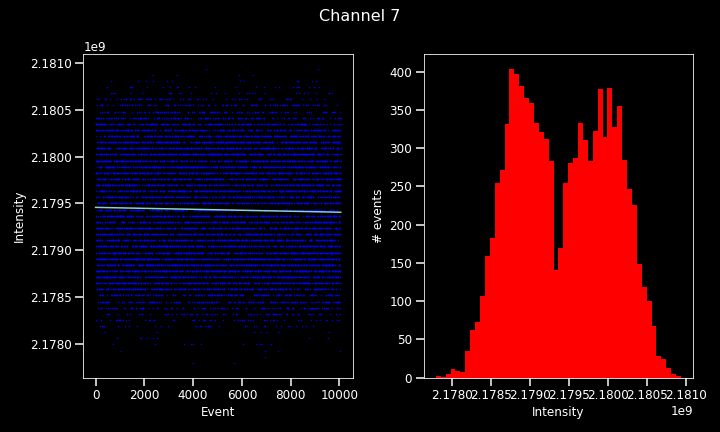 Channel 7
1e9
2.1810
2.1805
2.1800
2.1795
2.1790
2.1785
2.1780
Intensity
0 2000 4000 6000 8000 10000
Event
400
350
300
250
200
150
100
50
0
# events
2.1780 2.1785 2.1790 2.1795 2.1800 2.1805 2.1810
Intensity
1e9